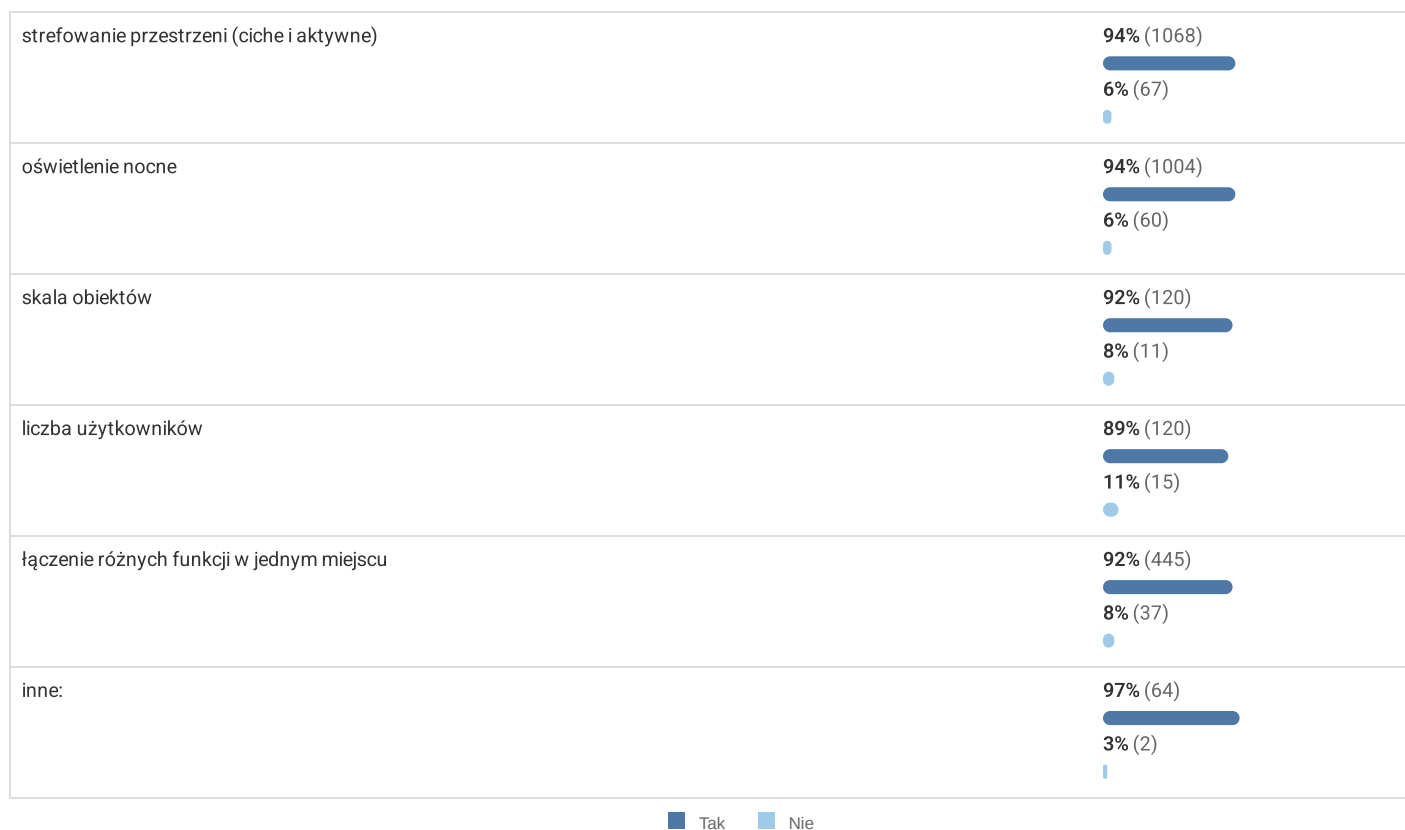 strefowanie przestrzeni (ciche i aktywne)
94% (1068)
6% (67)
oświetlenie nocne
94% (1004)
6% (60)
skala obiektów
92% (120)
8% (11)
liczba użytkowników
89% (120)
11% (15)
łączenie różnych funkcji w jednym miejscu
92% (445)
8% (37)
inne:
97% (64)
3% (2)
Tak Nie